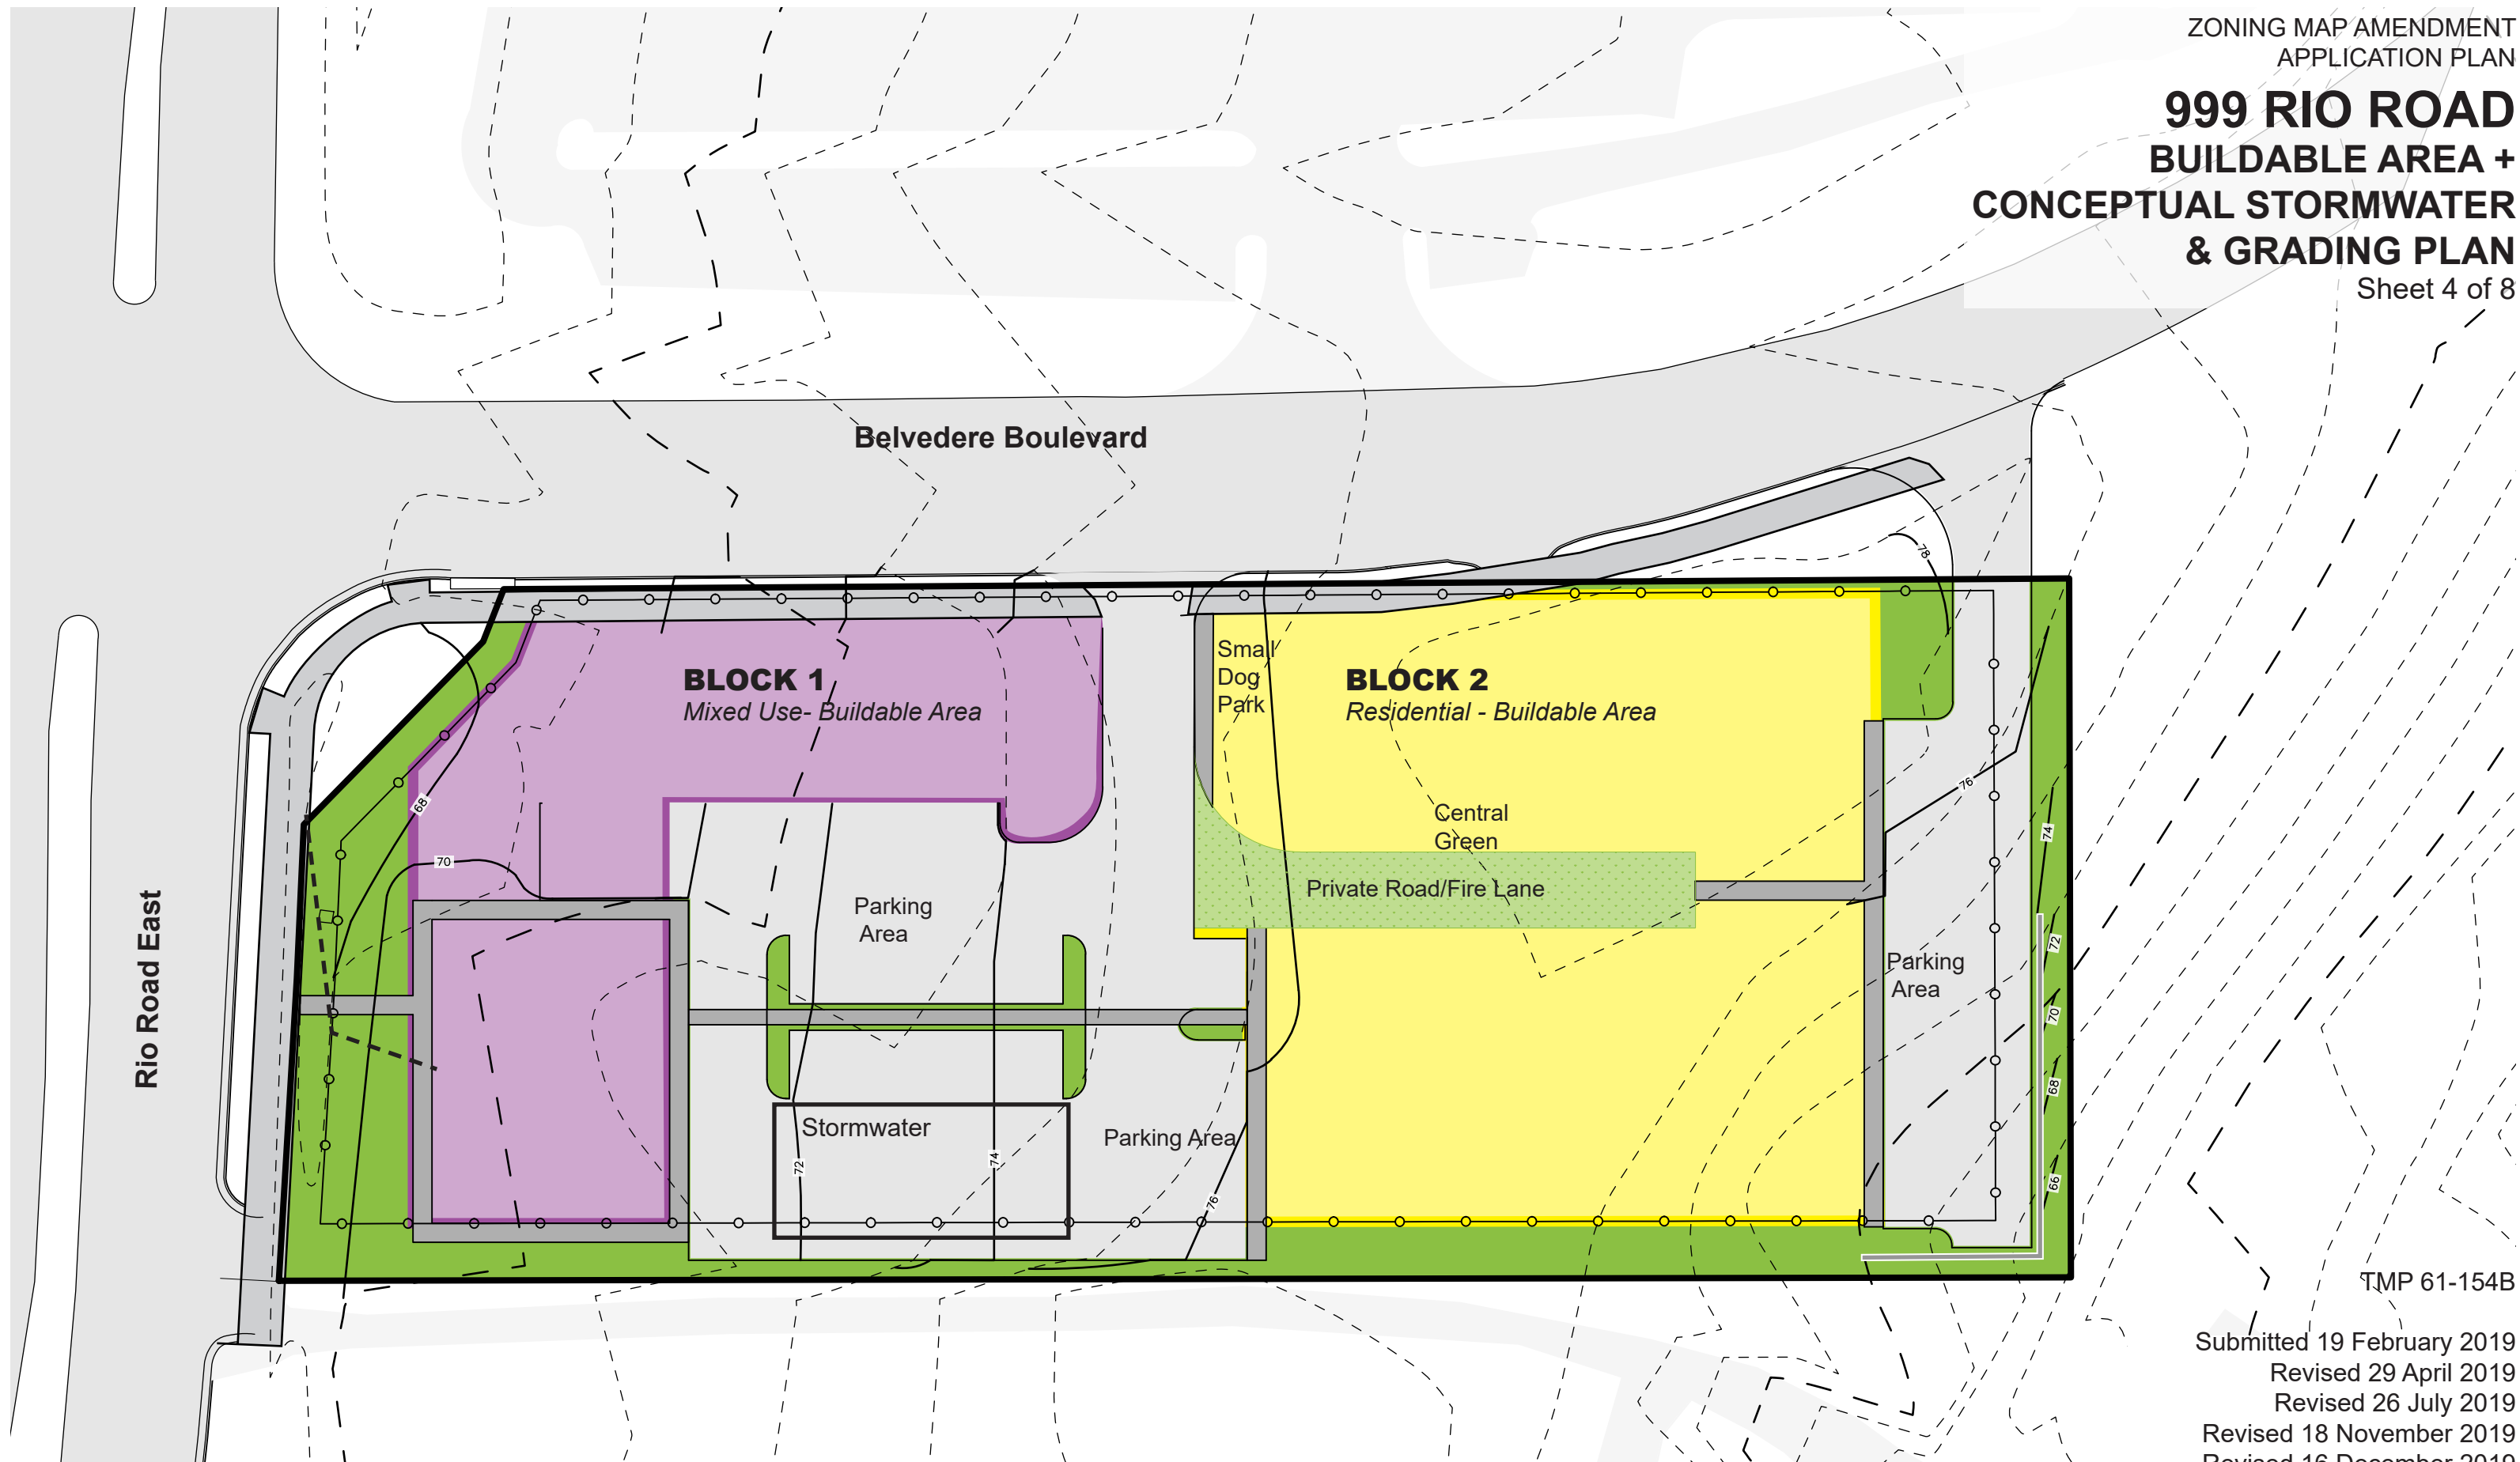 ZONING MAP AMENDMENT
APPLICATION PLAN
999 RIO ROAD
BUILDABLE AREA +
CONCEPTUAL STORMWATER
& GRADING PLAN
Sheet 4 of 8
Belvedere Boulevard
78
Small
Dog
Park
BLOCK 1
Mixed Use- Buildable Area
BLOCK 2
Residential - Buildable Area
68
76
Central
Green
74
70
Private Road/Fire Lane
Parking
Area
72
Parking
Area
70
Rio Road East
68
Stormwater
Parking Area
72
74
76
66
TMP 61-154B
Submitted 19 February 2019
Revised 29 April 2019
Revised 26 July 2019
Revised 18 November 2019
Revised 16 December 2019